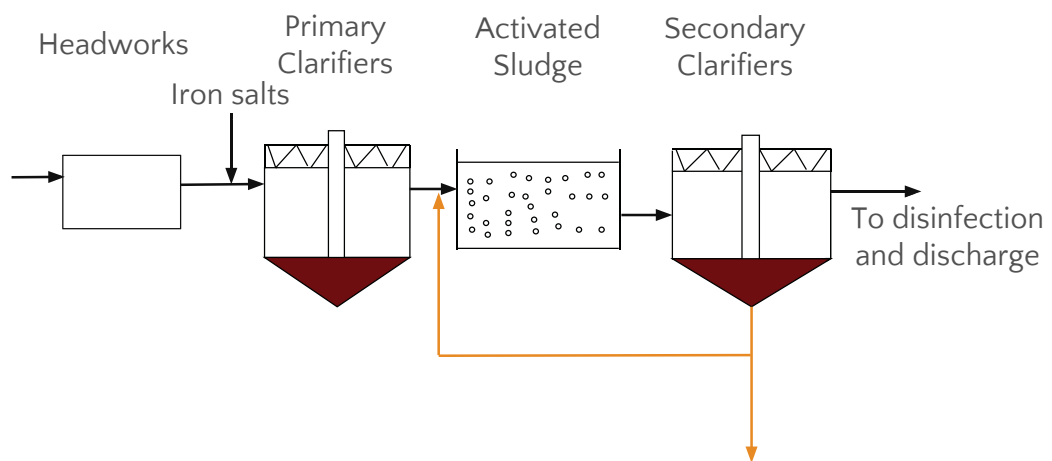 Headworks
Iron salts
Primary
Clarifiers
Activated
Sludge
Secondary
Clarifiers
To disinfection
and discharge